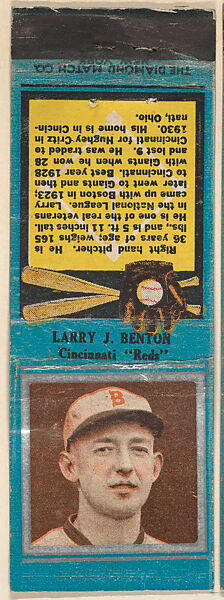 THE DIAMOND MATCH CO.
Right hand pitcher. He is
36 years of age; weighs 165
lbs., and is 5 ft. 11 inches tall.
He is one of the real veterans
in the National League. Larry
came up with Boston in 1923;
later went to Giants and then
to Cincinnati. Best year 1928
with Giants when he won 28
and lost 9. He was traded to
Cincinnati for Hughey Critz in
1930. His home is in Cincin-
nati, Ohio.
LARRY J. BENTON
Cincinnati "Reds"
B